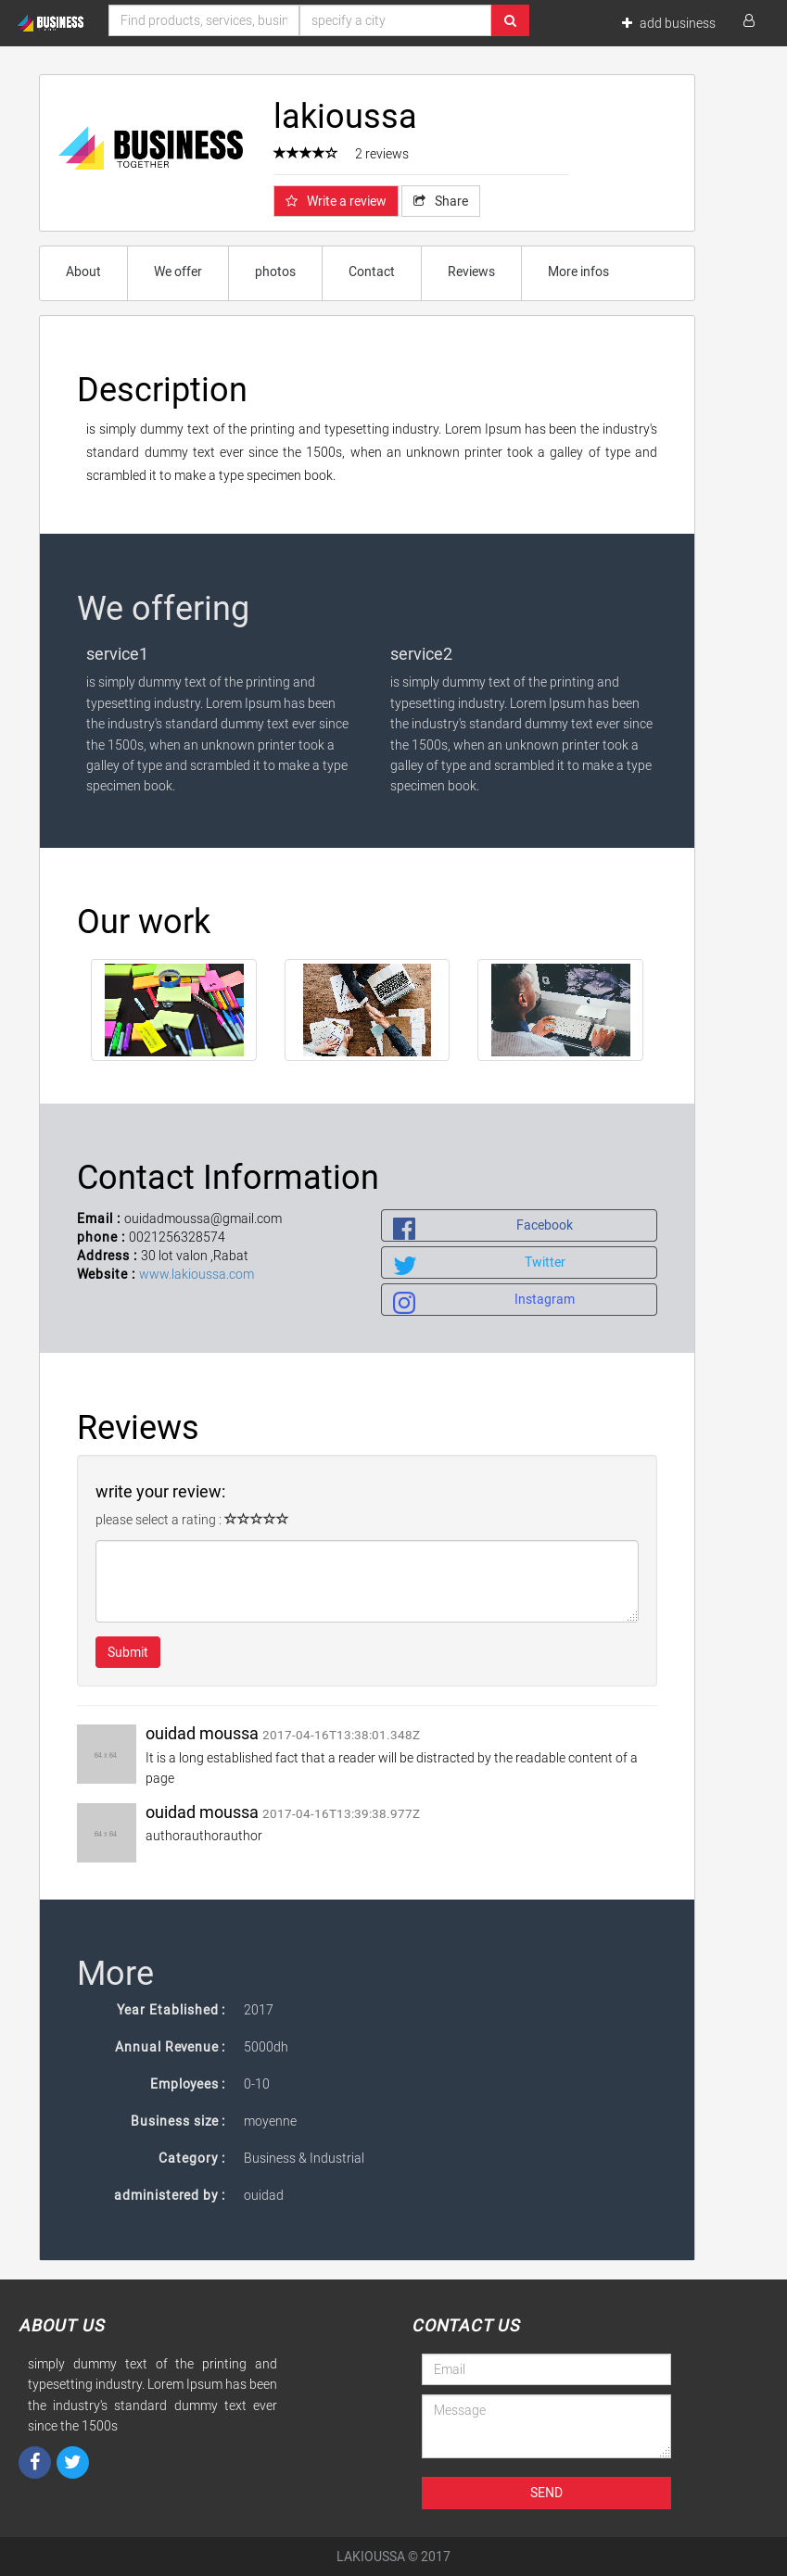 BUSINESS
Find products, services, busin
specify a city
add business
BUSINESS
TOGETHER
lakioussa
2 reviews
Write a review
Share
About
We offer
photos
Contact
Reviews
More infos
Description
is simply dummy text of the printing and typesetting industry. Lorem Ipsum has been the industry's
standard dummy text ever since the 1500s, when an unknown printer took a galley of type and
scrambled it to make a type specimen book.
We offering
service1
is simply dummy text of the printing and
typesetting industry. Lorem Ipsum has been
the industry's standard dummy text ever since
the 1500s, when an unknown printer took a
galley of type and scrambled it to make a type
specimen book.
service2
is simply dummy text of the printing and
typesetting industry. Lorem Ipsum has been
the industry's standard dummy text ever since
the 1500s, when an unknown printer took a
galley of type and scrambled it to make a type
specimen book.
Our work
Contact Information
Email : ouidadmoussa@gmail.com
phone : 0021256328574
Address : 30 lot valon ,Rabat
Website : www.lakioussa.com
Facebook
Twitter
Instagram
Reviews
write your review:
please select a rating :
Submit
64 x 64
ouidad moussa 2017-04-16T13:38:01.348Z
It is a long established fact that a reader will be distracted by the readable content of a
page
64 x 64
ouidad moussa 2017-04-16T13:39:38.977Z
authorauthorauthor
More
Year Etablished : 2017
Annual Revenue : 5000dh
Employees : 0-10
Business size : moyenne
Category : Business & Industrial
administered by : ouidad
ABOUT US
simply dummy text of the printing and
typesetting industry. Lorem Ipsum has been
the industry's standard dummy text ever
since the 1500s
CONTACT US
Email
Message
SEND
LAKIOUSSA © 2017